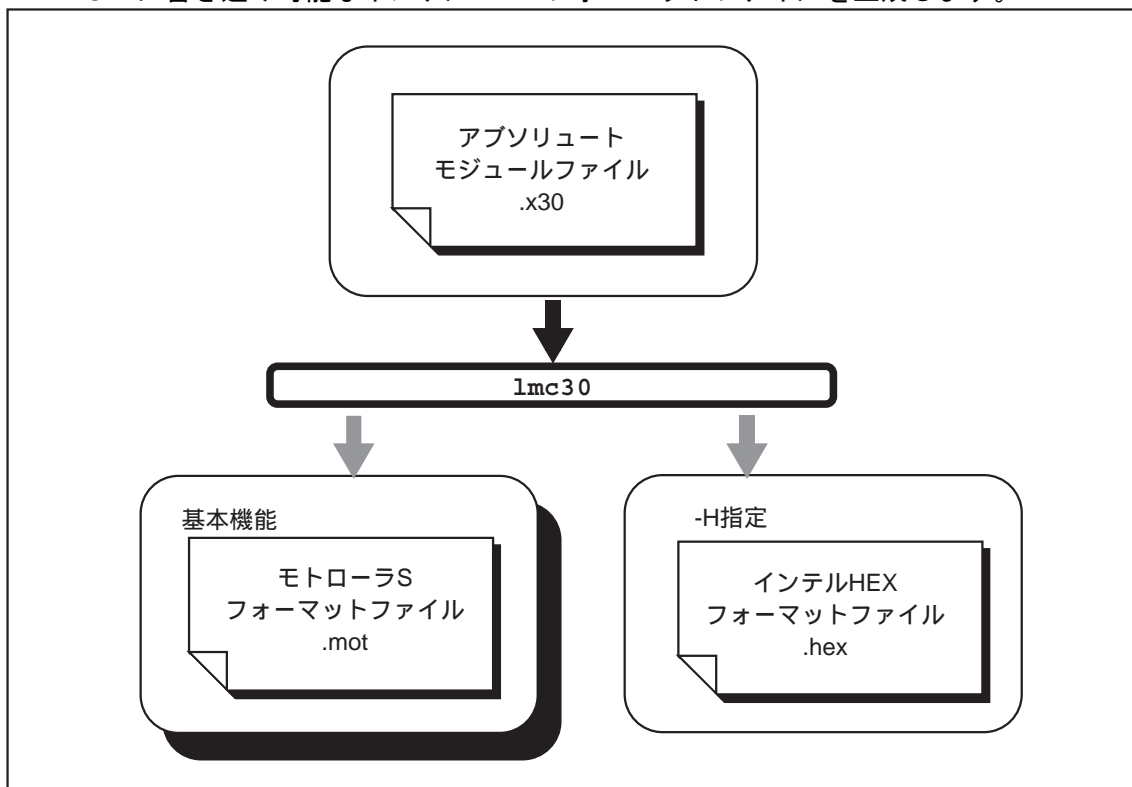 アブソリュート
モジュールファイル
.x30
lmc30
基本機能
モトローラS
フォーマットファイル
.mot
-H指定
インテルHEX
フォーマットファイル
.hex